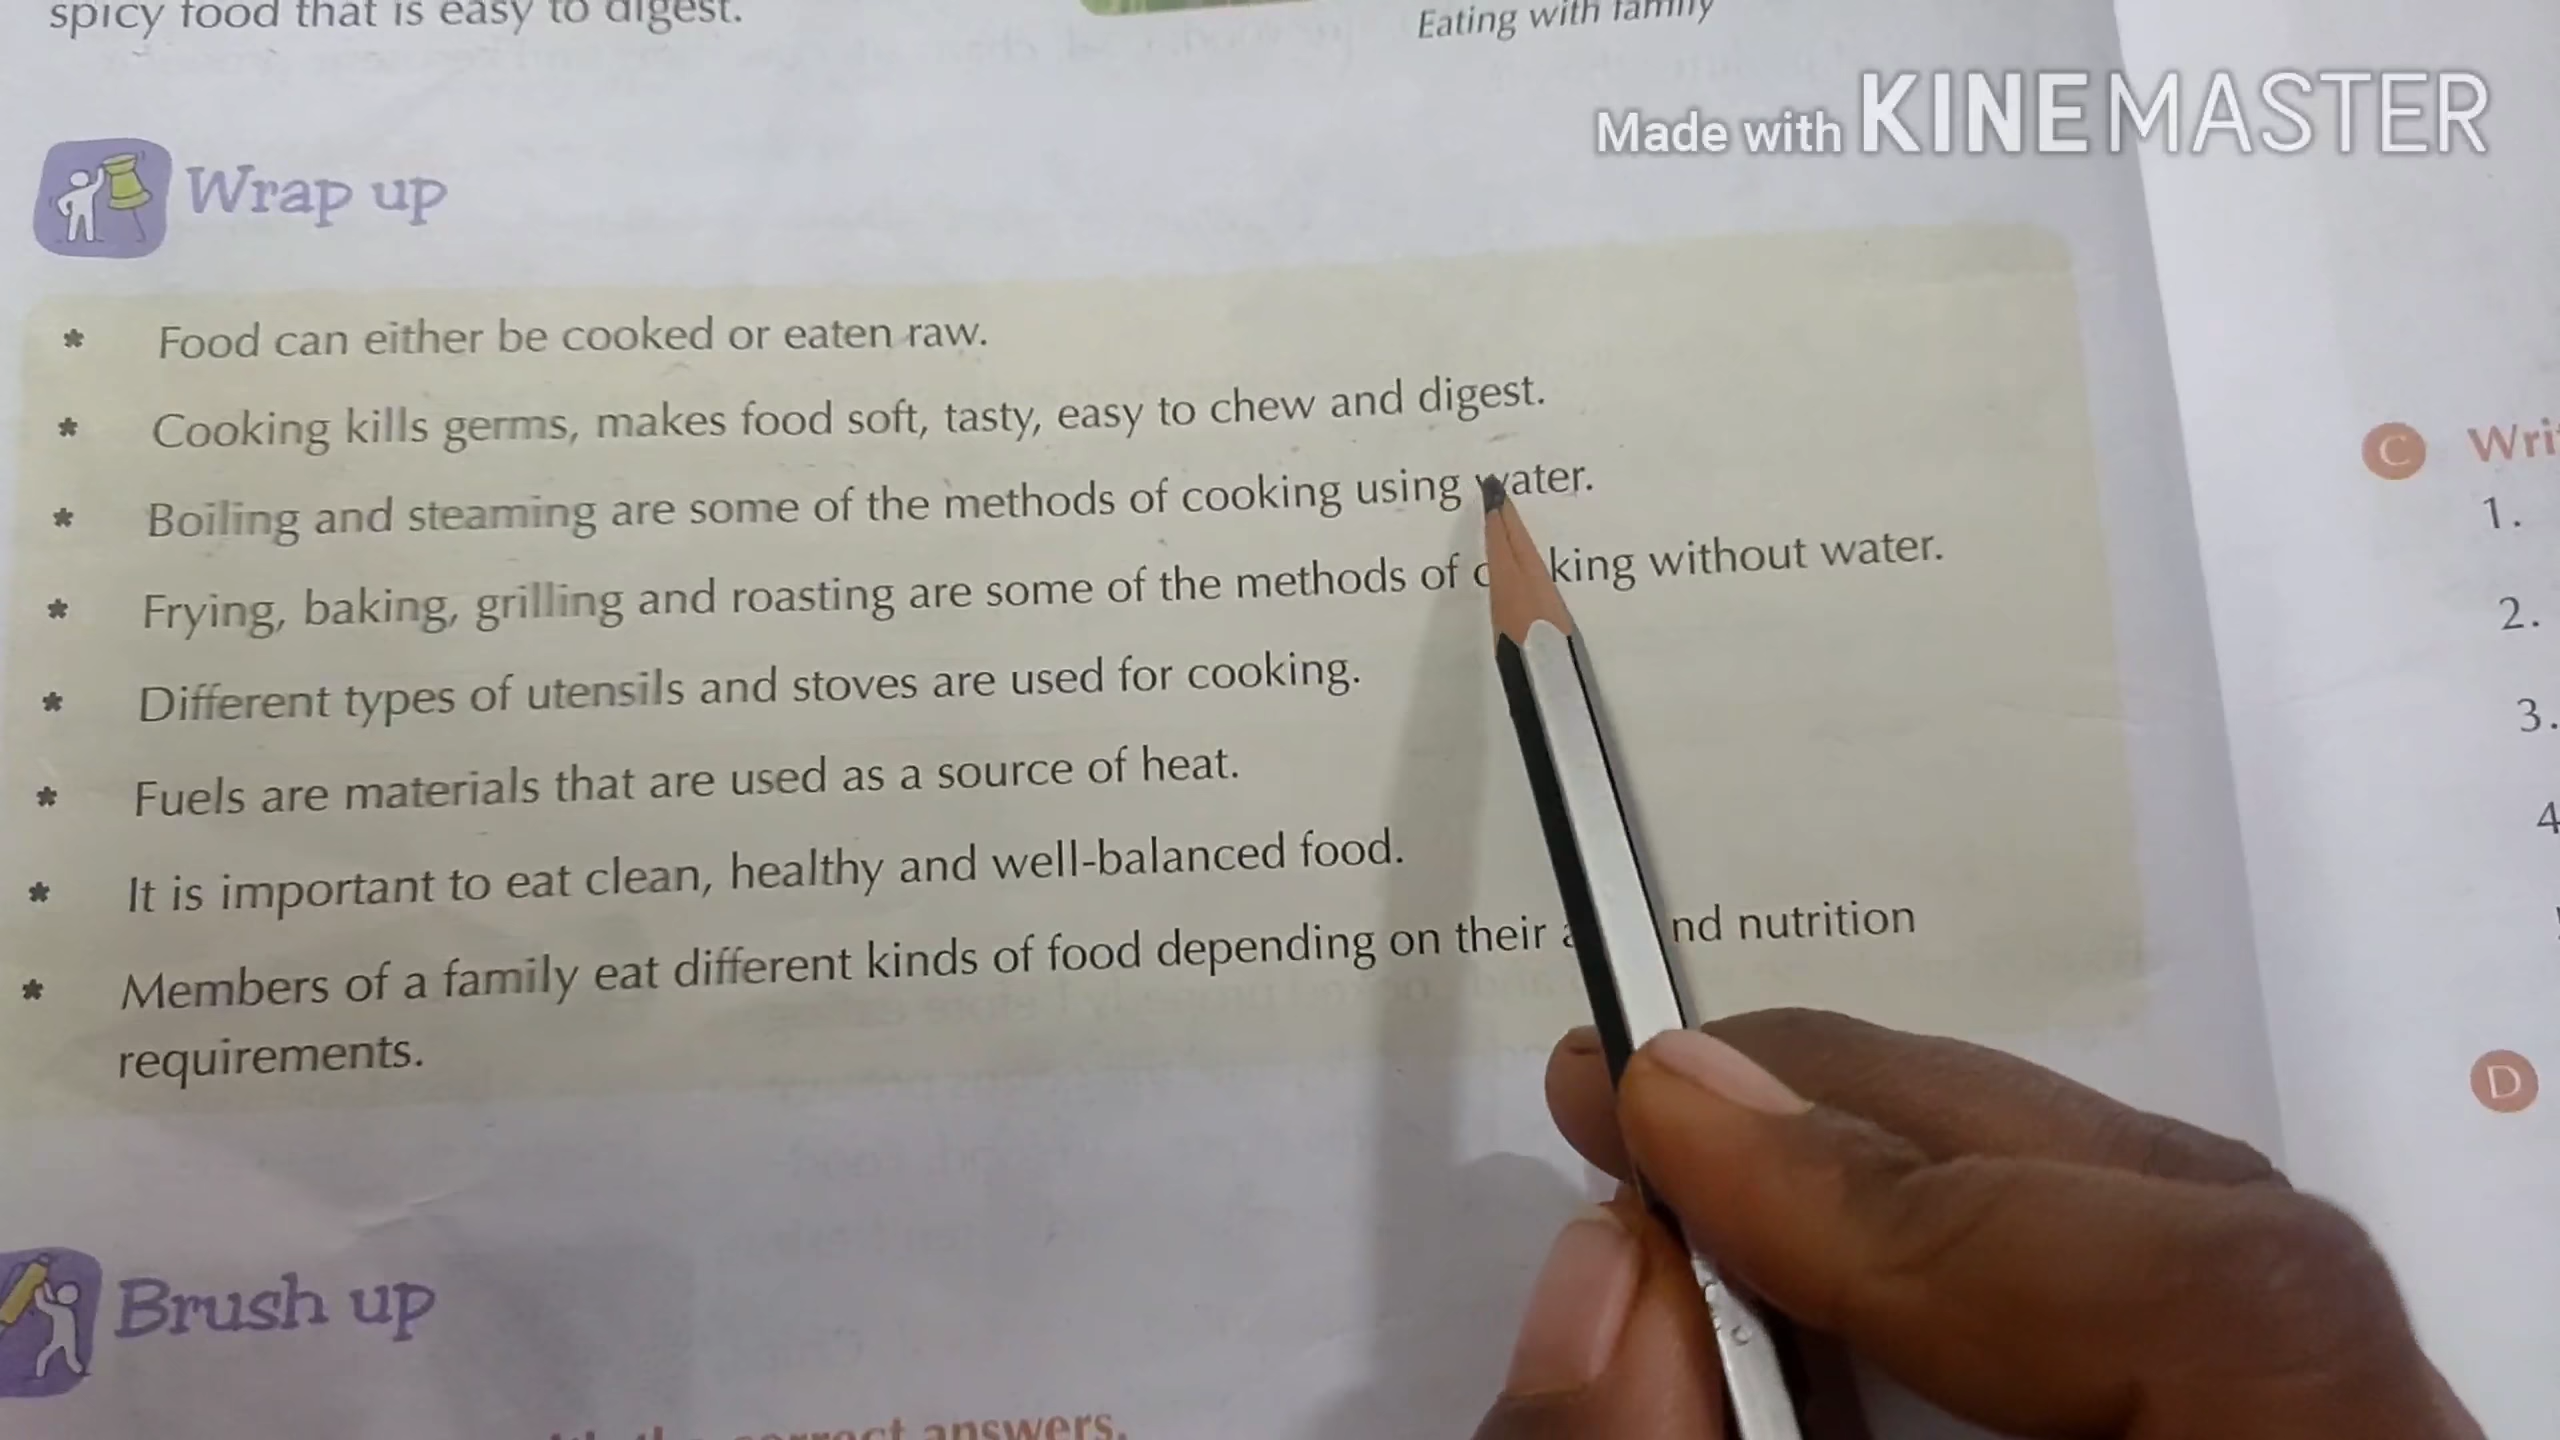 spicy food that is easy to digest.
Eating with family
Made with KINEMASTER
Wrap up
* Food can either be cooked or eaten raw.
* Cooking kills germs, makes food soft, tasty, easy to chew and digest.
* Boiling and steaming are some of the methods of cooking using water.
* Frying, baking, grilling and roasting are some of the methods of cooking without water.
* Different types of utensils and stoves are used for cooking.
* Fuels are materials that are used as a source of heat.
* It is important to eat clean, healthy and well-balanced food.
* Members of a family eat different kinds of food depending on their nutrition
requirements.
Brush up
correct answers.
C
1.
2.
3.
4
D